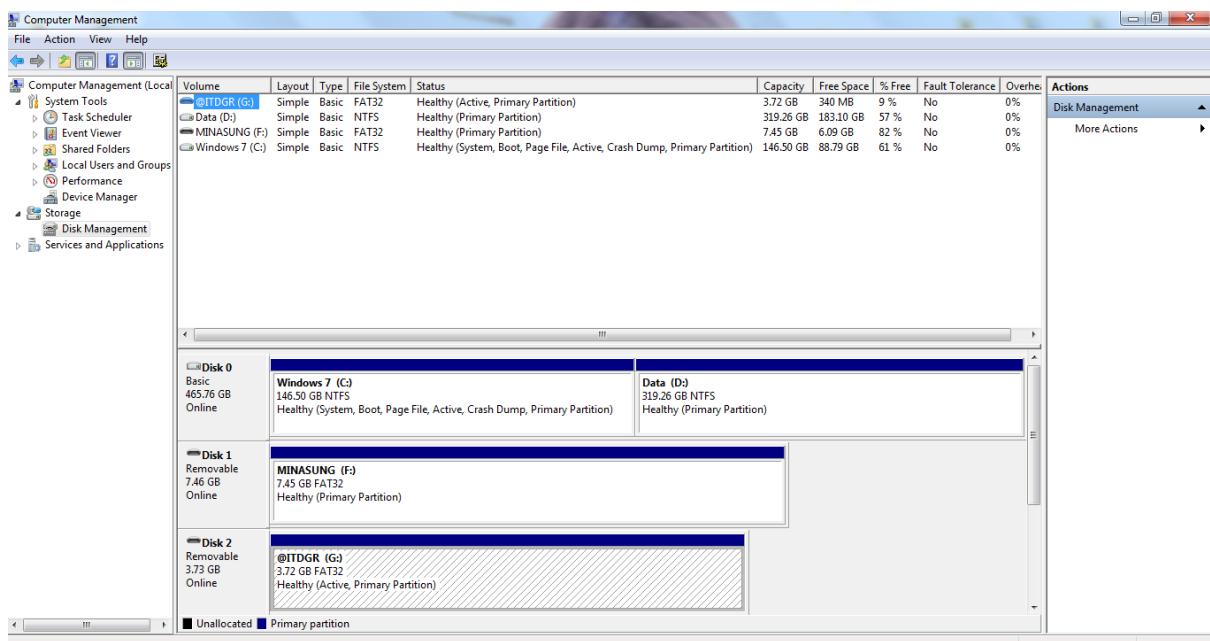 Computer Management
File Action View Help
Computer Management (Local
System Tools
Task Scheduler
Event Viewer
Shared Folders
Local Users and Groups
Performance
Device Manager
Storage
Disk Management
Services and Applications
Volume Layout Type File System Status Capacity Free Space % Free Fault Tolerance Overhe
@ITDGR (G:) Simple Basic FAT32 Healthy (Active, Primary Partition) 3.72 GB 340 MB 9 % No 0%
Data (D:) Simple Basic NTFS Healthy (Primary Partition) 319.26 GB 183.10 GB 57 % No 0%
MINASUNG (F:) Simple Basic FAT32 Healthy (Primary Partition) 7.45 GB 6.09 GB 82 % No 0%
Windows 7 (C:) Simple Basic NTFS Healthy (System, Boot, Page File, Active, Crash Dump, Primary Partition) 146.50 GB 88.79 GB 61 % No 0%
Disk 0
Basic
465.76 GB
Online
Windows 7 (C:)
146.50 GB NTFS
Healthy (System, Boot, Page File, Active, Crash Dump, Primary Partition)
Data (D:)
319.26 GB NTFS
Healthy (Primary Partition)
Disk 1
Removable
7.46 GB
Online
MINASUNG (F:)
7.45 GB FAT32
Healthy (Primary Partition)
Disk 2
Removable
3.73 GB
Online
@ITDGR (G:)
3.72 GB FAT32
Healthy (Active, Primary Partition)
Unallocated Primary partition
Actions
Disk Management
More Actions